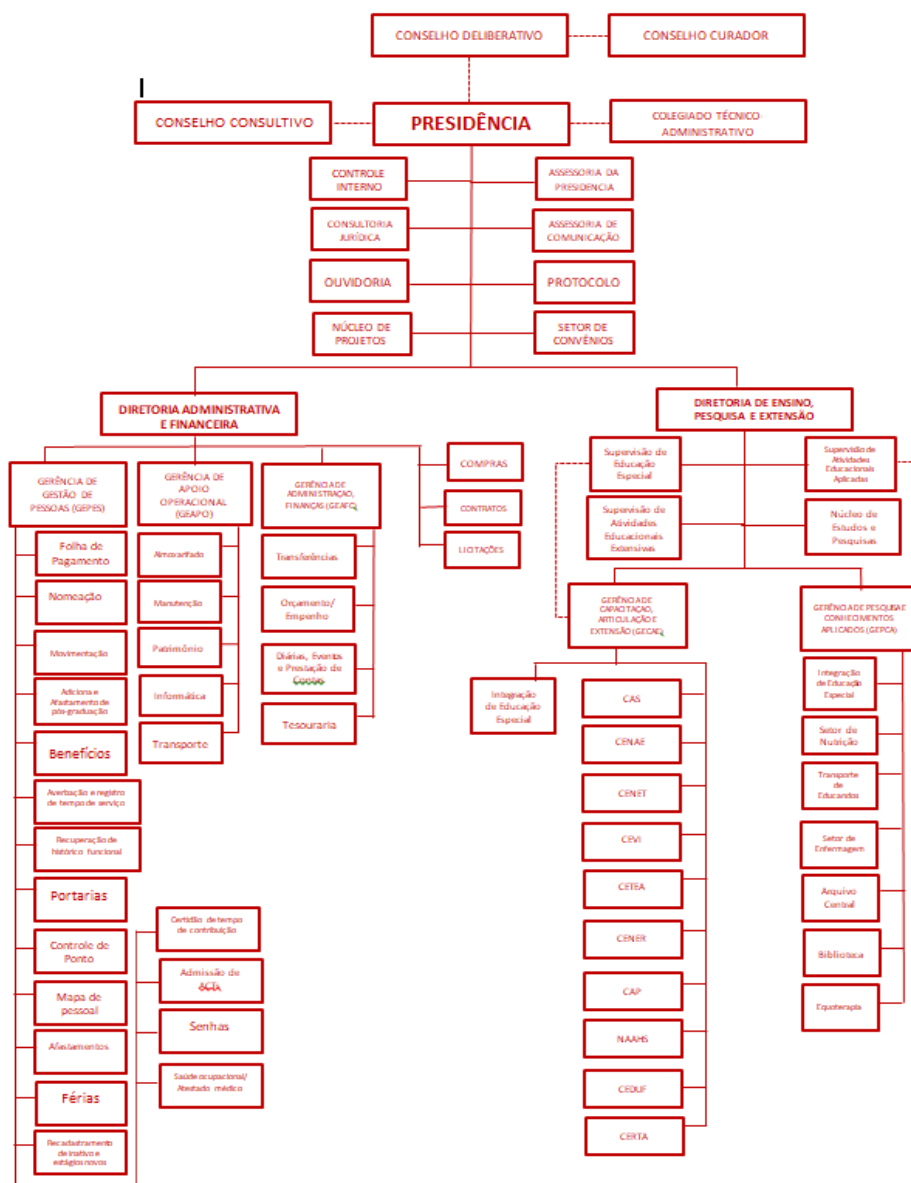 CONSELHO DELIBERATIVO
CONSELHO CURADOR
CONSELHO CONSULTIVO
PRESIDÊNCIA
COLEGIADO TÉCNICO
ADMINISTRATIVO
CONTROLE
INTERNO
ASSESSORIA DA
PRESIDENCIA
CONSULTORIA
JURÍDICA
ASSESSORIA DE
COMUNICAÇÃO
OUVIDORIA
PROTOCOLO
NÚCLEO DE
PROJETOS
SETOR DE
CONVÊNIOS
DIRETORIA ADMINISTRATIVA
E FINANCEIRA
DIRETORIA DE ENSINO,
PESQUISA E EXTENSÃO
GERÊNCIA DE
GESTÃO DE
PESSOAS (GEPES)
GERÊNCIA DE
APOIO
OPERACIONAL
(GEAPO)
GERÊNCIA DE
ADMINISTRAÇAO,
FINANÇAS (GEAFC)
COMPRAS
CONTRATOS
LICITAÇÕES
Supervisão de
Educação
Especial
Supervisão de
Atividades
Educacionais
Aplicadas
Supervisão de
Atividades
Educacionais
Extensivas
Núcleo de
Estudos e
Pesquisas
Folha de
Pagamento
Nomeação
Movimentação
Adiciona e
Afastamento de
pós-graduação
Benefícios
Averbação e registro
de tempo de serviço
Recuperação de
histórico funcional
Portarias
Controle de
Ponto
Mapa de
pessoal
Afastamentos
Férias
Recadastramento
de inativo e
estágios novos
Certidão de tempo
de contribuição
Admissão de
ACTs
Senhas
Saúde ocupacional/
Atestado médico
Almoxarifado
Manutenção
Patrimônio
Informática
Transporte
Transferências
Orçamento/
Empenho
Diárias, Eventos
e Prestação de
Contas
Tesouraria
GERÊNCIA DE
CAPACITAÇAO,
ARTICULAÇÃO E
EXTENSÃO (GECAE)
Integração
de Educação
Especial
CAS
CENAE
CENET
CEVI
CETEA
CENER
CAP
NAAHS
CEDUF
CERTA
GERÊNCIA DE PESQUISA E
CONHECIMENTOS
APLICADOS (GEPCA)
Integração
de Educação
Especial
Setor de
Nutrição
Transporte
de
Educandos
Setor de
Enfermagem
Arquivo
Central
Biblioteca
Equoterapia